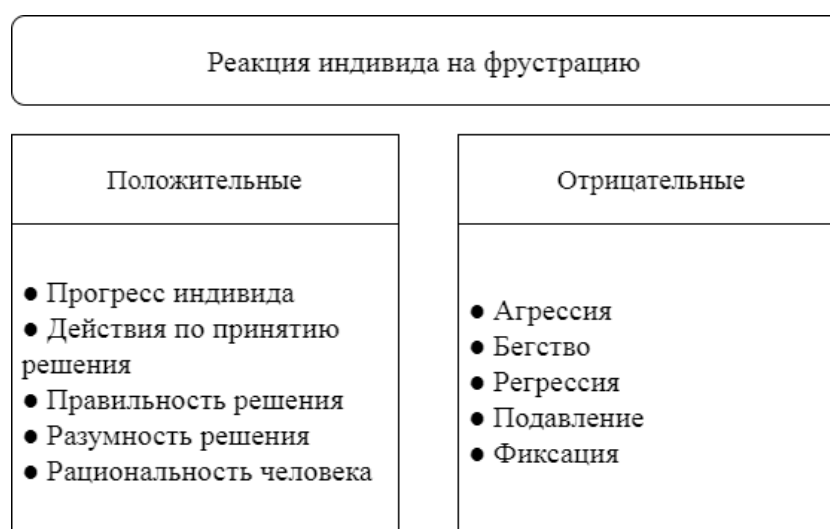 Реакция индивида на фрустрацию
Положительные
● Прогресс индивида
● Действия по принятию
решения
● Правильность решения
● Разумность решения
● Рациональность человека
Отрицательные
● Агрессия
● Бегство
● Регрессия
● Подавление
● Фиксация